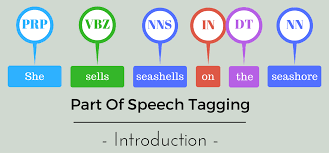 PRP VBZ NNS IN DT NN
She sells seashells on the seashore
Part Of Speech Tagging
- Introduction -